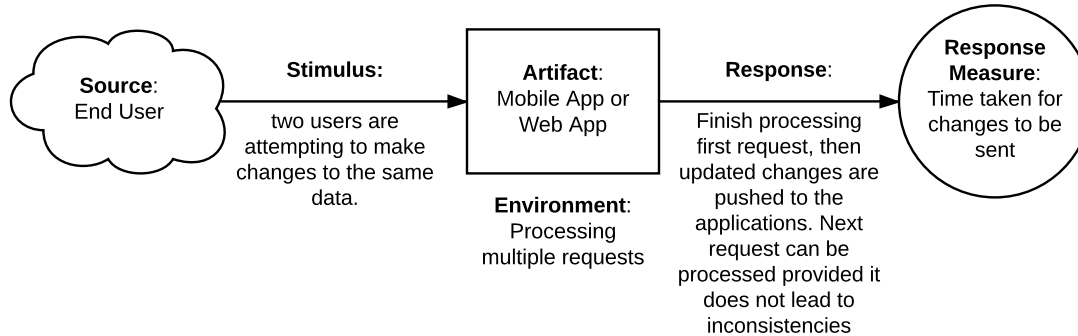 Source:
End User
Stimulus:
two users are
attempting to make
changes to the same
data.
Artifact:
Mobile App or
Web App
Environment:
Processing
multiple requests
Response:
Finish processing
first request, then
updated changes are
pushed to the
applications. Next
request can be
processed provided it
does not lead to
inconsistencies
Response
Measure:
Time taken for
changes to be
sent